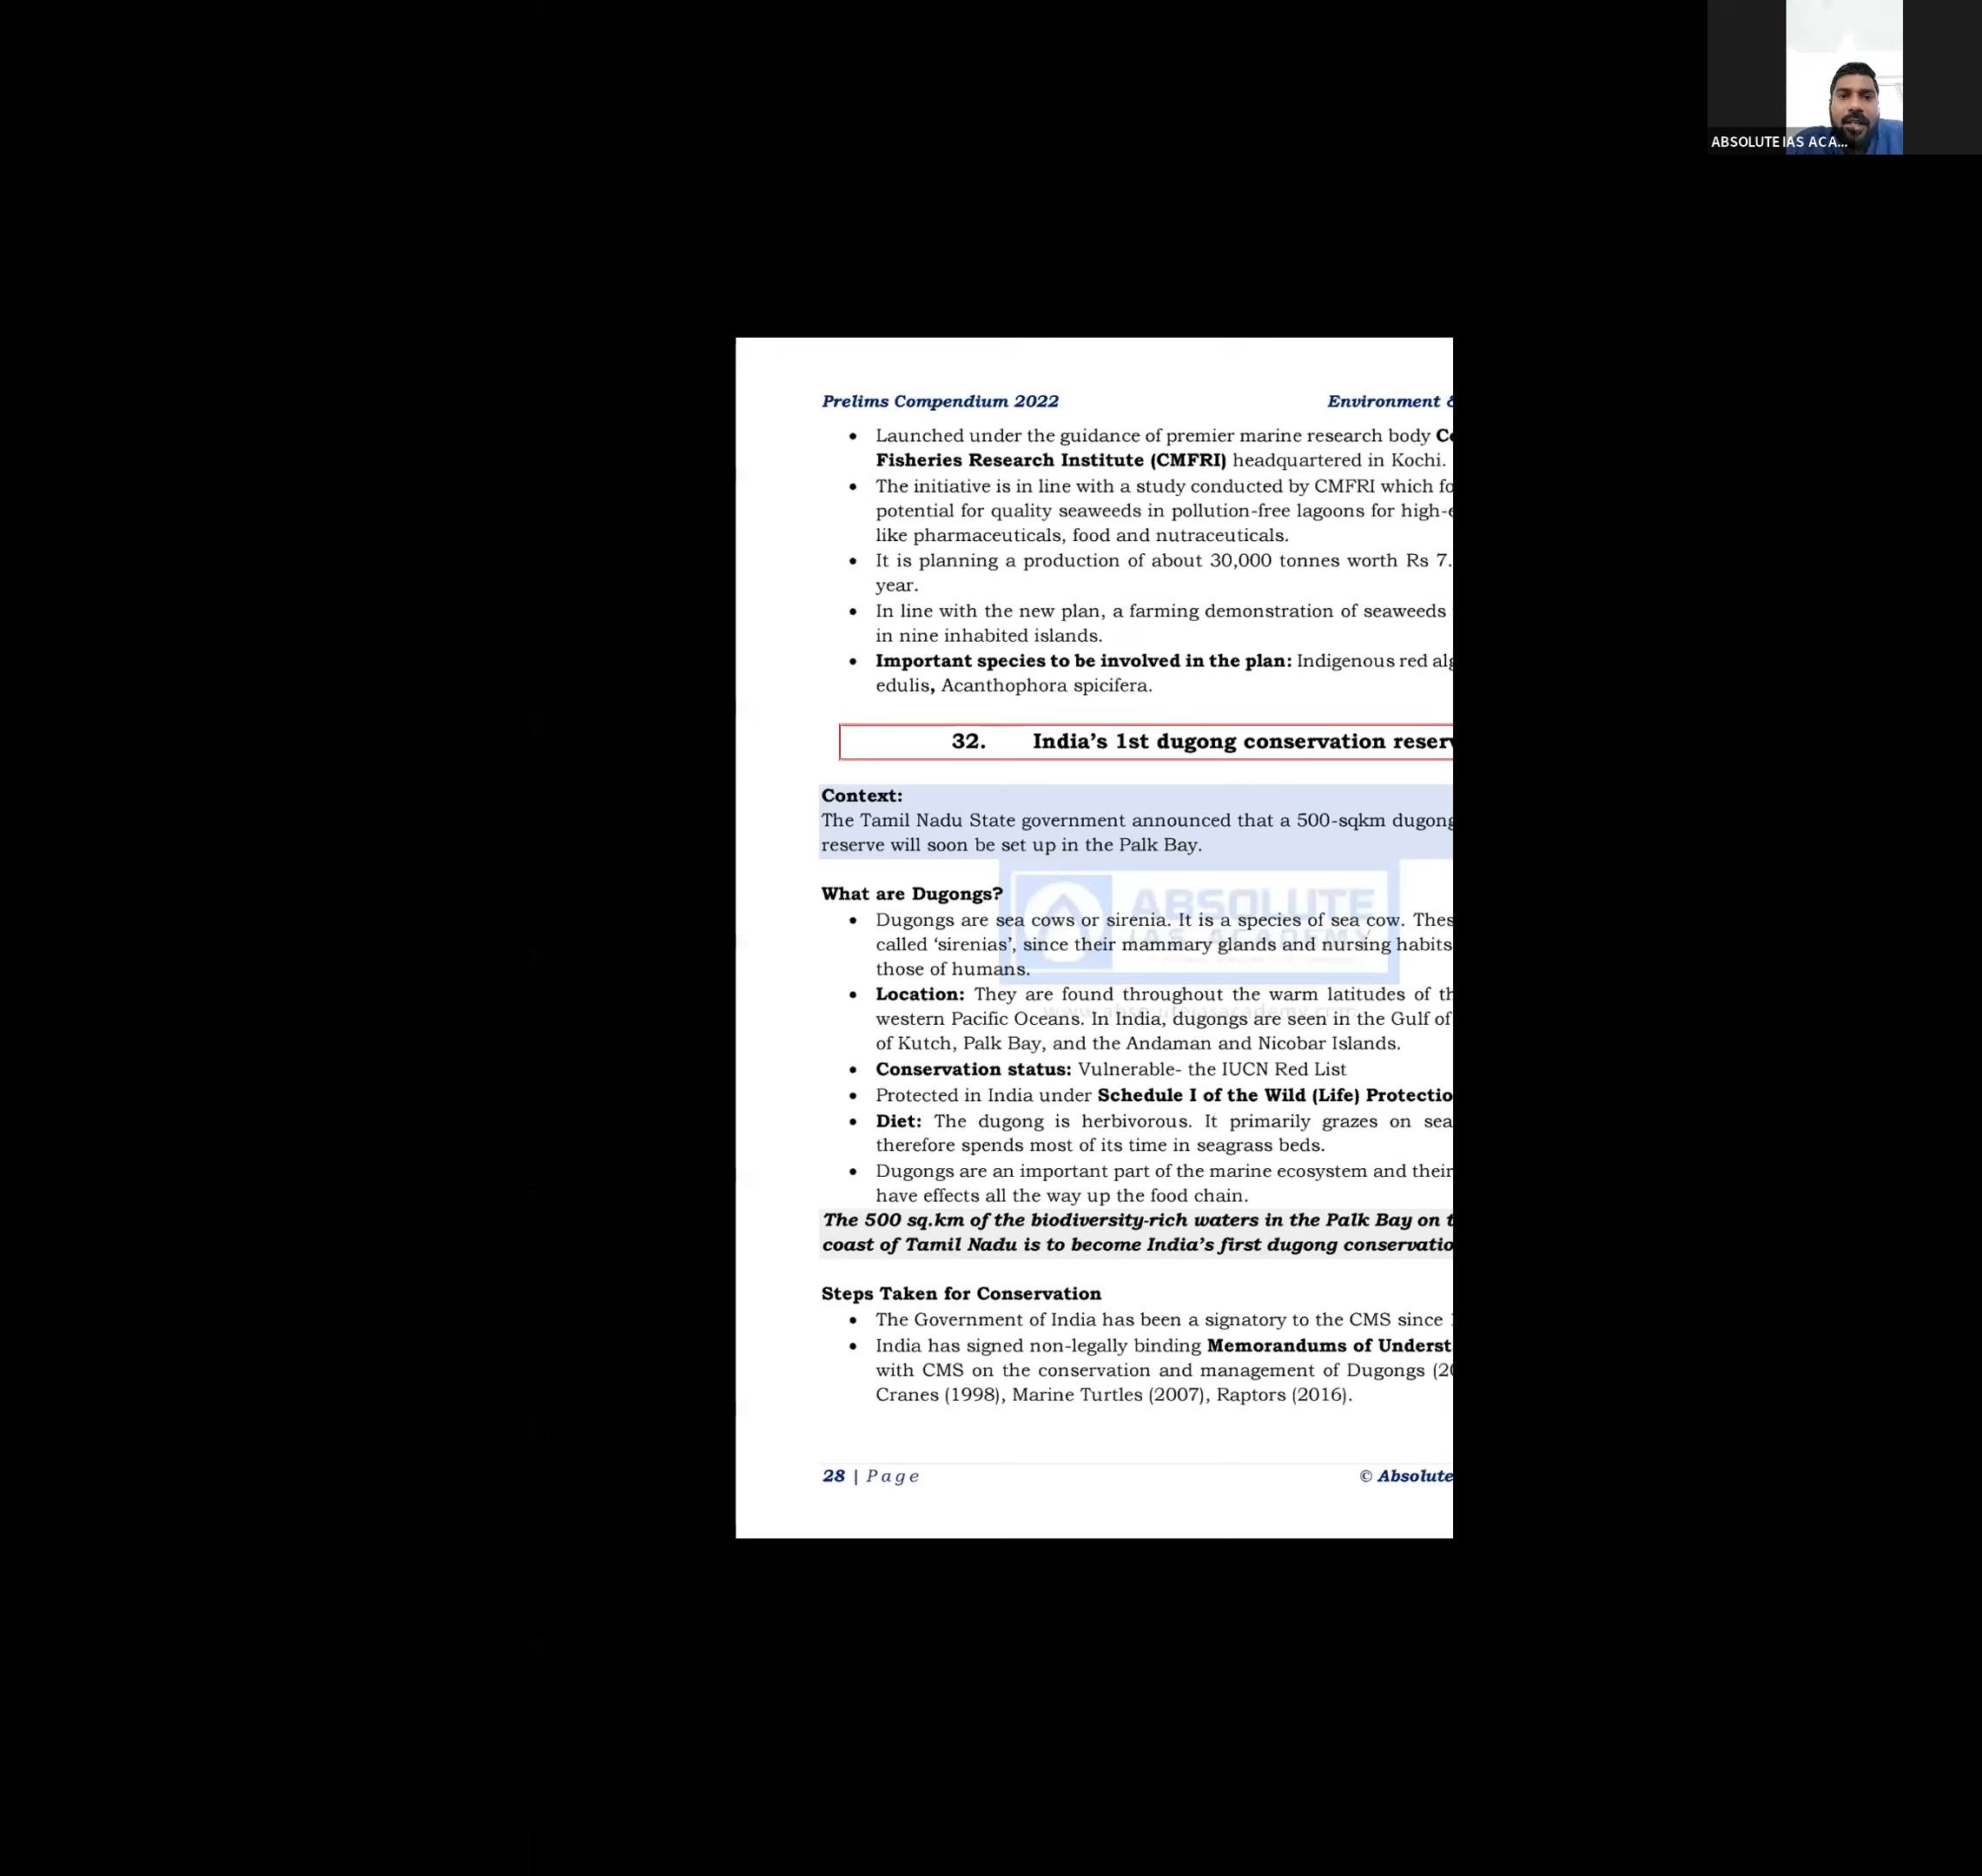 ABSOLUTE IAS ACA...
Prelims Compendium 2022 Environment &
• Launched under the guidance of premier marine research body
Fisheries Research Institute (CMFRI) headquartered in Kochi.
• The initiative is in line with a study conducted by CMFRI which
potential for quality seaweeds in pollution-free lagoons for
like pharmaceuticals, food and nutraceuticals.
• It is planning a production of about 30,000 tonnes worth Rs 7.
year.
• In line with the new plan, a farming demonstration of seaweeds
in nine inhabited islands.
• Important species to be involved in the plan: Indigenous red
edulis, Acanthophora spicifera.
32. India's 1st dugong conservation
Context:
The Tamil Nadu State government announced that a 500-sqkm dugong
reserve will soon be set up in the Palk Bay.
What are Dugongs?
• Dugongs are sea cows or sirenia. It is a species of sea cow.
called ‘sirenias’, since their mammary glands and nursing habits
those of humans.
• Location: They are found throughout the warm latitudes of
western Pacific Oceans. In India, dugongs are seen in the Gulf of
of Kutch, Palk Bay, and the Andaman and Nicobar Islands.
• Conservation status: Vulnerable- the IUCN Red List
• Protected in India under Schedule I of the Wild (Life)
• Diet: The dugong is herbivorous. It primarily grazes on sea
therefore spends most of its time in seagrass beds.
• Dugongs are an important part of the marine ecosystem and their
have effects all the way up the food chain.
The 500 sq.km of the biodiversity-rich waters in the Palk Bay on
coast of Tamil Nadu is to become India's first dugong
Steps Taken for Conservation
• The Government of India has been a signatory to the CMS since
• India has signed non-legally binding Memorandums of
with CMS on the conservation and management of Dugongs
Cranes (1998), Marine Turtles (2007), Raptors (2016).
ABSOLUTE
IAS ACADEMY
28 | Page © Absolute